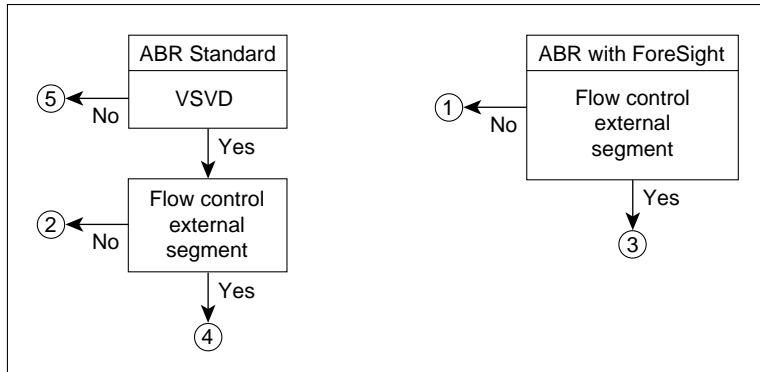 ABR Standard
VSVD
5
No
Yes
Flow control
external
segment
2
No
Yes
4
ABR with ForeSight
Flow control
external
segment
1
No
Yes
3